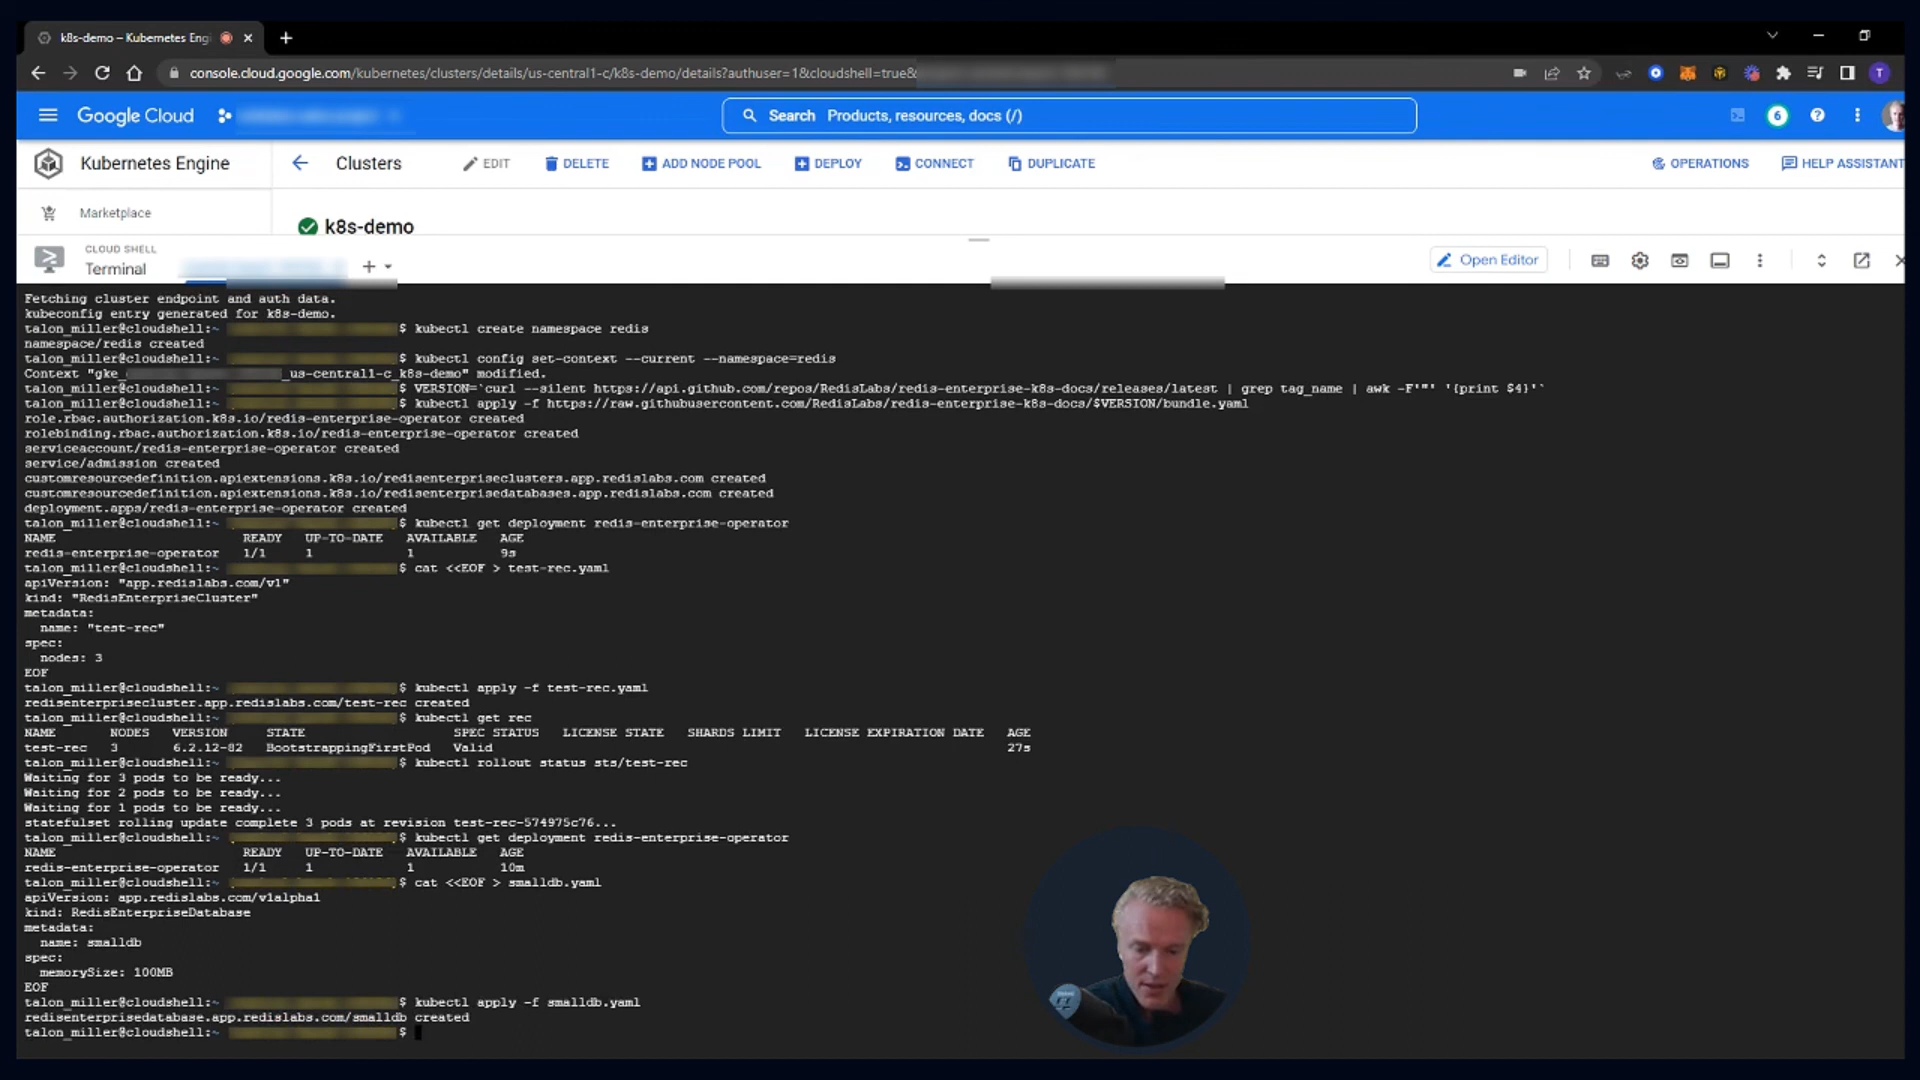 k8s-demo – Kubernetes Eng
console.cloud.google.com/kubernetes/clusters/details/us-central1-c/k8s-demo/details?authuser=1&cloudshell=true&
T
Google Cloud
Search Products, resources, docs (/)
6
Kubernetes Engine
Clusters
EDIT
DELETE
ADD NODE POOL
DEPLOY
CONNECT
DUPLICATE
OPERATIONS
HELP ASSISTANT
Marketplace
k8s-demo
CLOUD SHELL
Terminal
Open Editor
Fetching cluster endpoint and auth data.
kubeconfig entry generated for k8s-demo.
talon_miller@cloudshell:~ $ kubectl create namespace redis
namespace/redis created
talon_miller@cloudshell:~ $ kubectl config set-context --current --namespace=redis
Context "gke_ _us-central1-c_k8s-demo" modified.
talon_miller@cloudshell:~ $ VERSION=`curl --silent https://api.github.com/repos/RedisLabs/redis-enterprise-k8s-docs/releases/latest | grep tag_name | awk -F'"' '{print $4}'`
talon_miller@cloudshell:~ $ kubectl apply -f https://raw.githubusercontent.com/RedisLabs/redis-enterprise-k8s-docs/$VERSION/bundle.yaml
role.rbac.authorization.k8s.io/redis-enterprise-operator created
rolebinding.rbac.authorization.k8s.io/redis-enterprise-operator created
serviceaccount/redis-enterprise-operator created
service/admission created
customresourcedefinition.apiextensions.k8s.io/redisenterpriseclusters.app.redislabs.com created
customresourcedefinition.apiextensions.k8s.io/redisenterprisedatabases.app.redislabs.com created
deployment.apps/redis-enterprise-operator created
talon_miller@cloudshell:~ $ kubectl get deployment redis-enterprise-operator
NAME READY UP-TO-DATE AVAILABLE AGE
redis-enterprise-operator 1/1 1 1 9s
talon_miller@cloudshell:~ $ cat <<EOF > test-rec.yaml
apiVersion: "app.redislabs.com/v1"
kind: "RedisEnterpriseCluster"
metadata:
name: "test-rec"
spec:
nodes: 3
EOF
talon_miller@cloudshell:~ $ kubectl apply -f test-rec.yaml
redisenterprisecluster.app.redislabs.com/test-rec created
talon_miller@cloudshell:~ $ kubectl get rec
NAME NODES VERSION STATE SPEC STATUS LICENSE STATE SHARDS LIMIT LICENSE EXPIRATION DATE AGE
test-rec 3 6.2.12-82 BootstrappingFirstPod Valid 27s
talon_miller@cloudshell:~ $ kubectl rollout status sts/test-rec
Waiting for 3 pods to be ready...
Waiting for 2 pods to be ready...
Waiting for 1 pods to be ready...
statefulset rolling update complete 3 pods at revision test-rec-574975c76...
talon_miller@cloudshell:~ $ kubectl get deployment redis-enterprise-operator
NAME READY UP-TO-DATE AVAILABLE AGE
redis-enterprise-operator 1/1 1 1 10m
talon_miller@cloudshell:~ $ cat <<EOF > smalldb.yaml
apiVersion: app.redislabs.com/v1alpha1
kind: RedisEnterpriseDatabase
metadata:
name: smalldb
spec:
memorySize: 100MB
EOF
talon_miller@cloudshell:~ $ kubectl apply -f smalldb.yaml
redisenterprisedatabase.app.redislabs.com/smalldb created
talon_miller@cloudshell:~ $